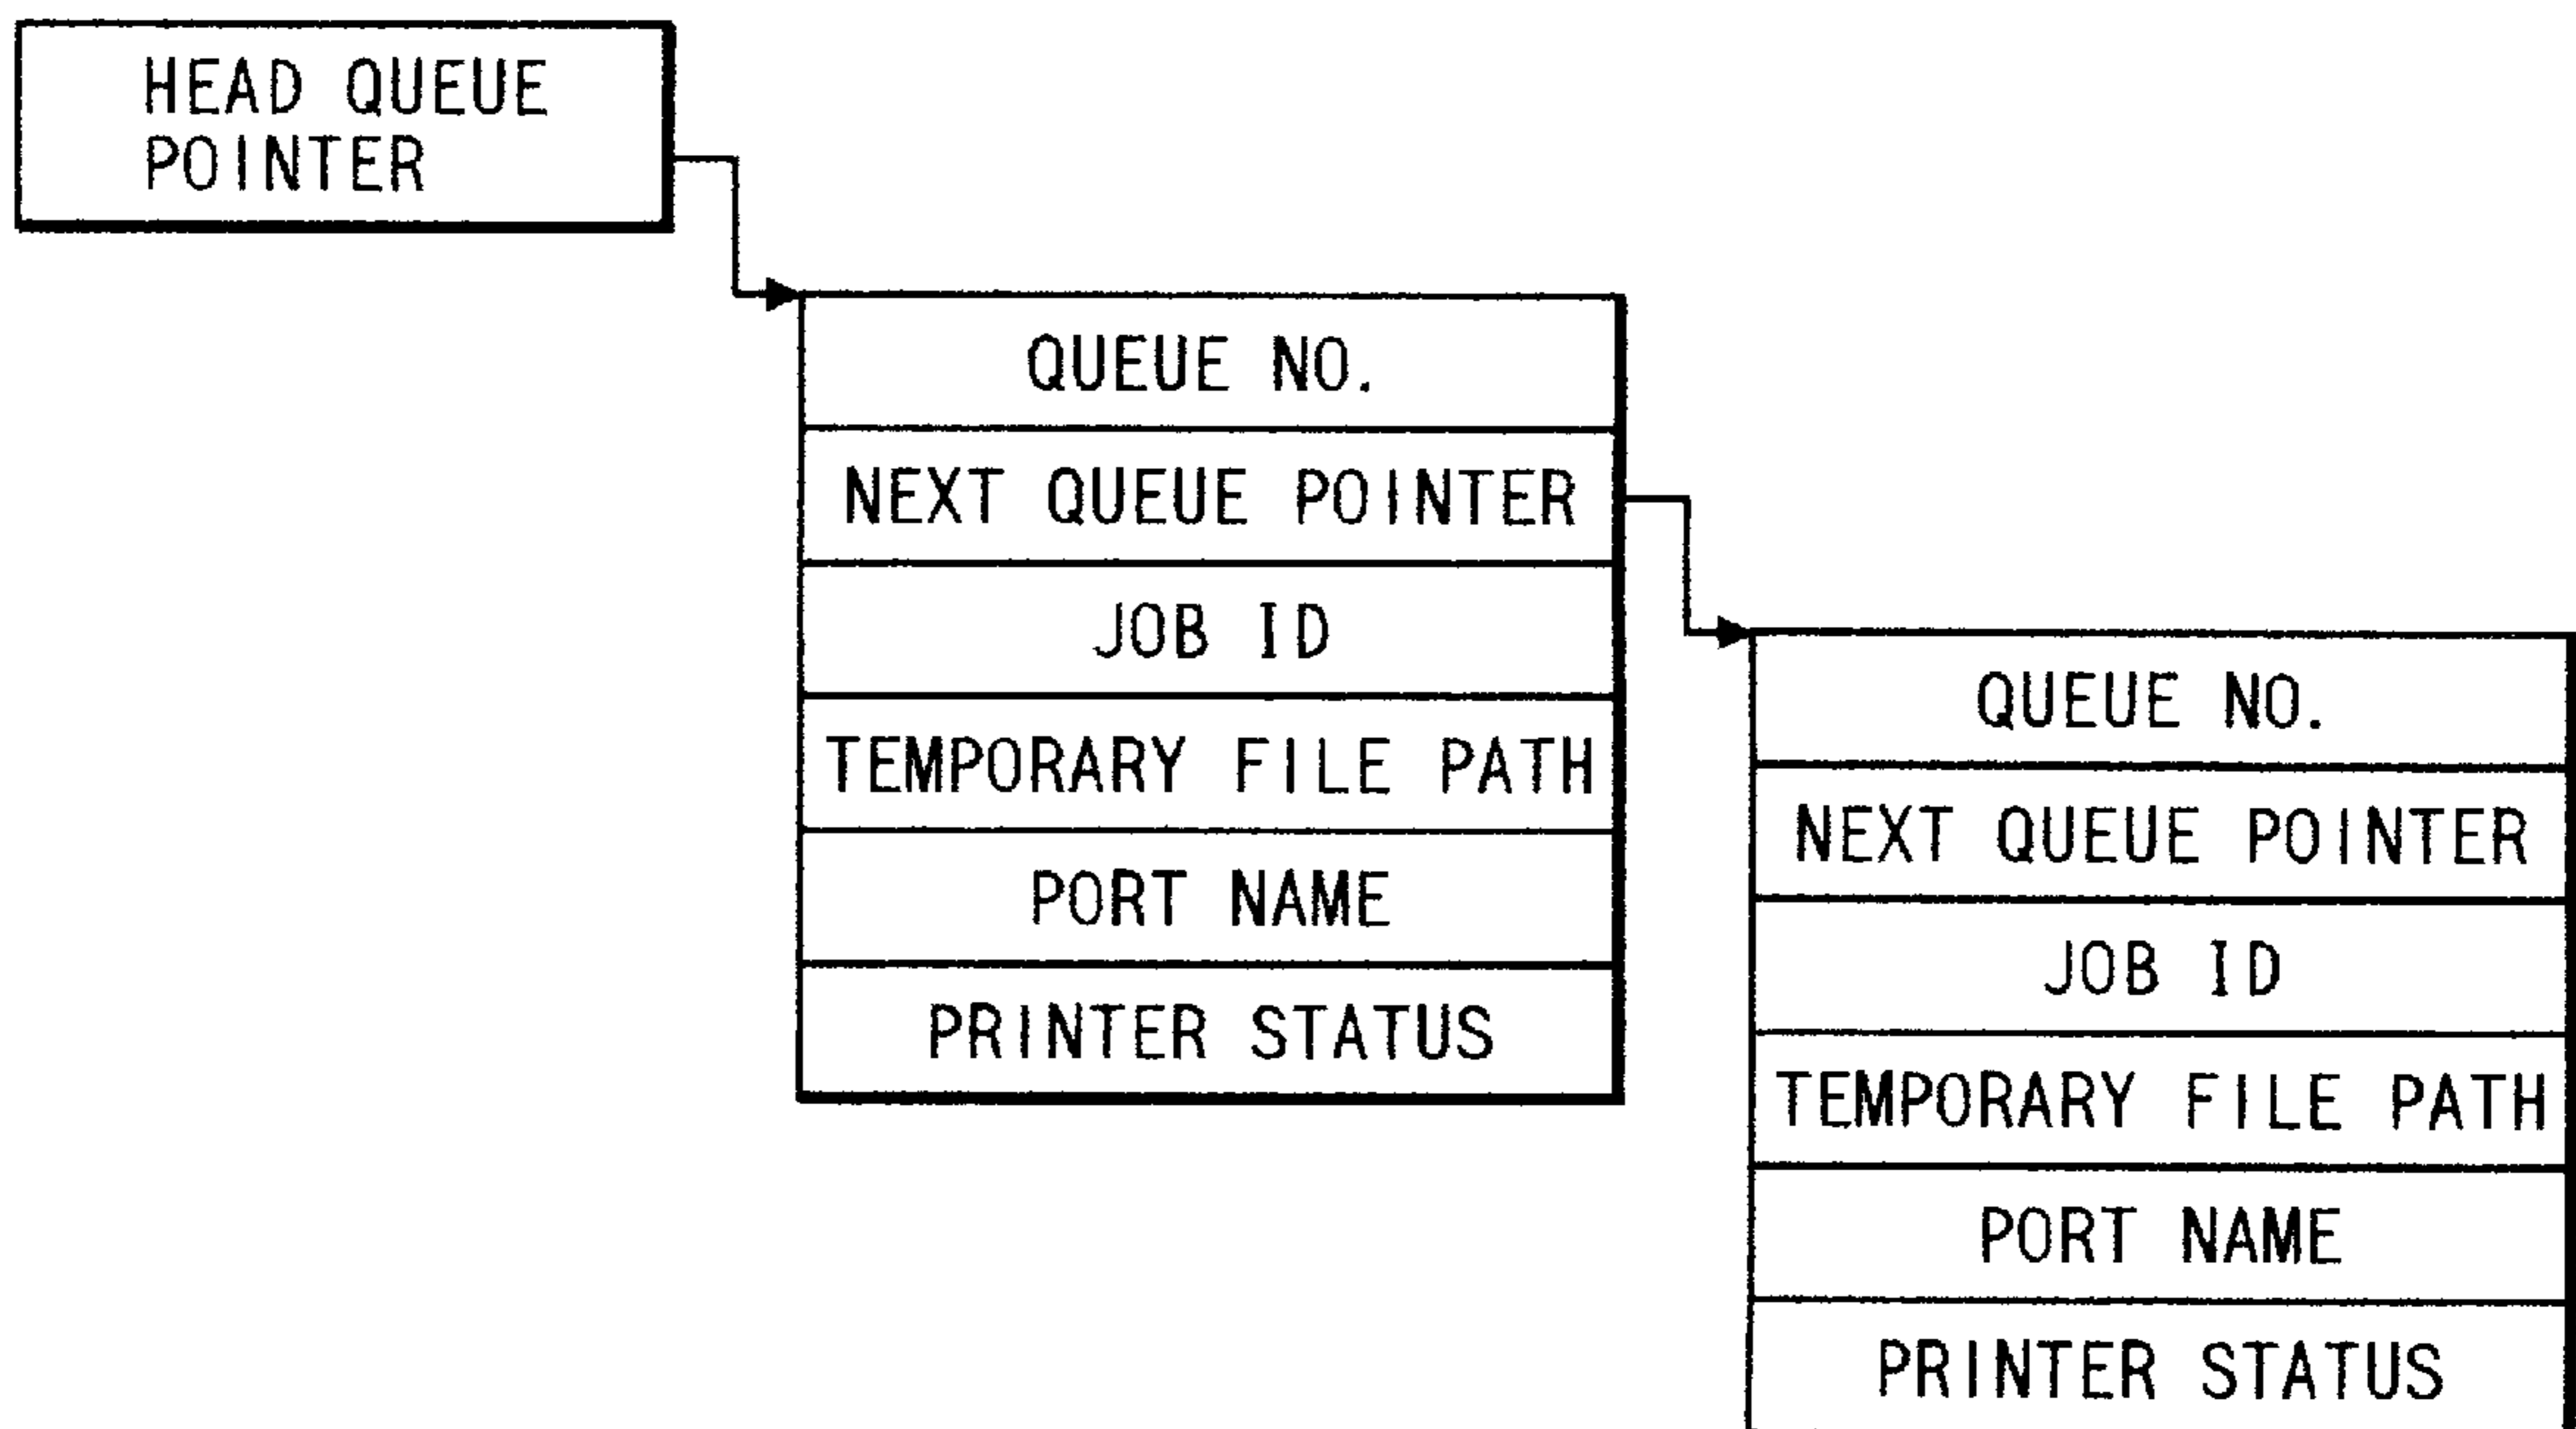 HEAD QUEUE
POINTER
QUEUE NO.
NEXT QUEUE POINTER
JOB ID
TEMPORARY FILE PATH
PORT NAME
PRINTER STATUS
QUEUE NO.
NEXT QUEUE POINTER
JOB ID
TEMPORARY FILE PATH
PORT NAME
PRINTER STATUS